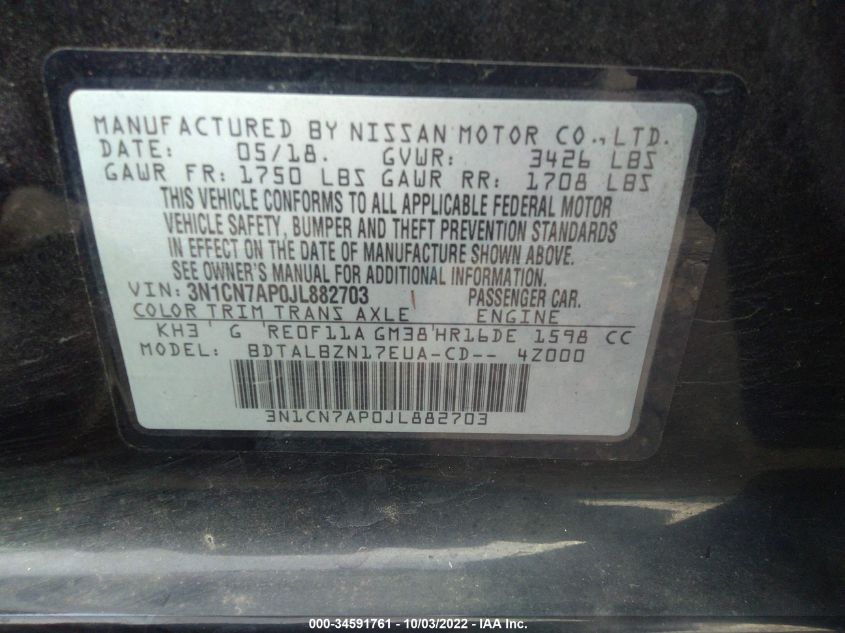 MANUFACTURED BY NISSAN MOTOR CO., LTD.
DATE: 05/18. GVWR: 3426 LBS
GAWR FR: 1750 LBS GAWR RR: 1708 LBS
THIS VEHICLE CONFORMS TO ALL APPLICABLE FEDERAL MOTOR
VEHICLE SAFETY, BUMPER AND THEFT PREVENTION STANDARDS
IN EFFECT ON THE DATE OF MANUFACTURE SHOWN ABOVE.
SEE OWNER'S MANUAL FOR ADDITIONAL INFORMATION.
VIN: 3N1CN7AP0JL882703 PASSENGER CAR.
COLOR TRIM TRANS AXLE ENGINE
KH3 G RE0F11A GM38 HR16DE 1598 CC
MODEL: BDTALBZN17EUA-CD-- 4Z000
3N1CN7AP0JL882703
000-34591761 - 10/03/2022 - IAA Inc.